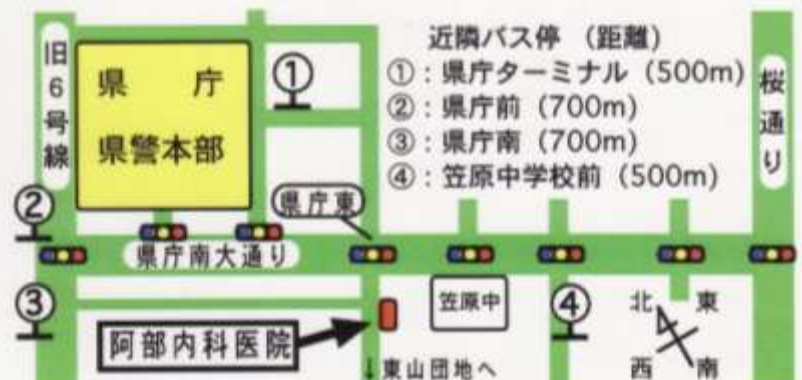 旧6号線
県 庁
県警本部
①
近隣バス停 (距離)
①:県庁ターミナル (500m)
②:県庁前 (700m)
③:県庁南 (700m)
④:笠原中学校前 (500m)
桜通り
②
県庁東
県庁南大通り
③
阿部内科医院
笠原中
④
北 東
西 南
↓東山団地へ